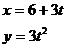 x = 6 + 3t
y = 3t²